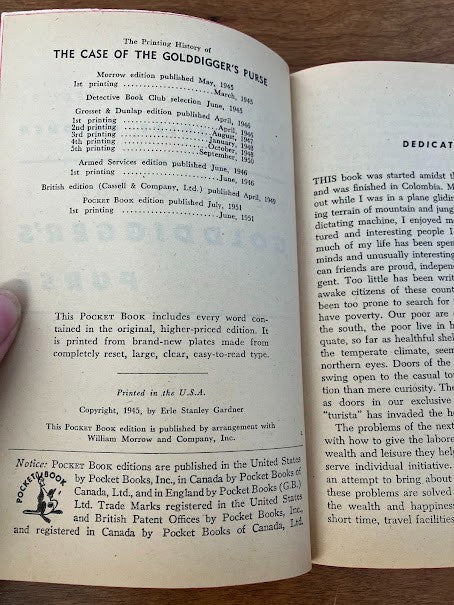 The Printing History of
THE CASE OF THE GOLDDIGGER'S PURSE
Morrow edition published May, 1945
1st printing . . . . . . . . . . . . . . . March, 1945
Detective Book Club selection June, 1945
Grosset & Dunlap edition published April, 1946
1st printing . . . . . . . . . . . . . . . April, 1946
2nd printing . . . . . . . . . . . . . . . August, 1947
3rd printing . . . . . . . . . . . . . . . January, 1948
4th printing . . . . . . . . . . . . . . . October, 1948
5th printing . . . . . . . . . . . . . . . September, 1950
Armed Services edition published June, 1946
1st printing . . . . . . . . . . . . . . . June, 1946
British edition (Cassell & Company, Ltd.) published April, 1949
POCKET BOOK edition published July, 1951
1st printing . . . . . . . . . . . . . . . June, 1951
This POCKET BOOK includes every word con-
tained in the original, higher-priced edition. It
is printed from brand-new plates made from
completely reset, large, clear, easy-to-read type.
Printed in the U.S.A.
Copyright, 1945, by Erle Stanley Gardner
This POCKET BOOK edition is published by arrangement with
William Morrow and Company, Inc.
Notice: POCKET BOOK editions are published in the United States
by Pocket Books, Inc., in Canada by Pocket Books of
Canada, Ltd., and in England by Pocket Books (G.B.)
Ltd. Trade Marks registered in the United States
and British Patent Offices by Pocket Books, Inc.,
and registered in Canada by Pocket Books of Canada, Ltd.
POCKET BOOK
DEDICAT
THIS book was started amidst th
and was finished in Colombia. M
out while I was in a plane glidin
ing terrain of mountain and jung
dictating machine, I enjoyed m
tured and interesting people I
much of my life has been spen
minds and unusually interesting
can friends are proud, indepen
gent. Too little has been writ
awake citizens of these count
been too prone to search for
have poverty. Our poor are
the south, the poor live in h
quate, so far as healthful shel
the temperate climate, seem
northern eyes. Doors of the
swing open to the casual tou
tion than mere curiosity. The
as doors in our exclusive
"turista" has invaded the h
The problems of the next
with how to give the labore
wealth and leisure they help
serve individual initiative.
an attempt to bring about
these problems are solved
the wealth and happiness
short time, travel facilities